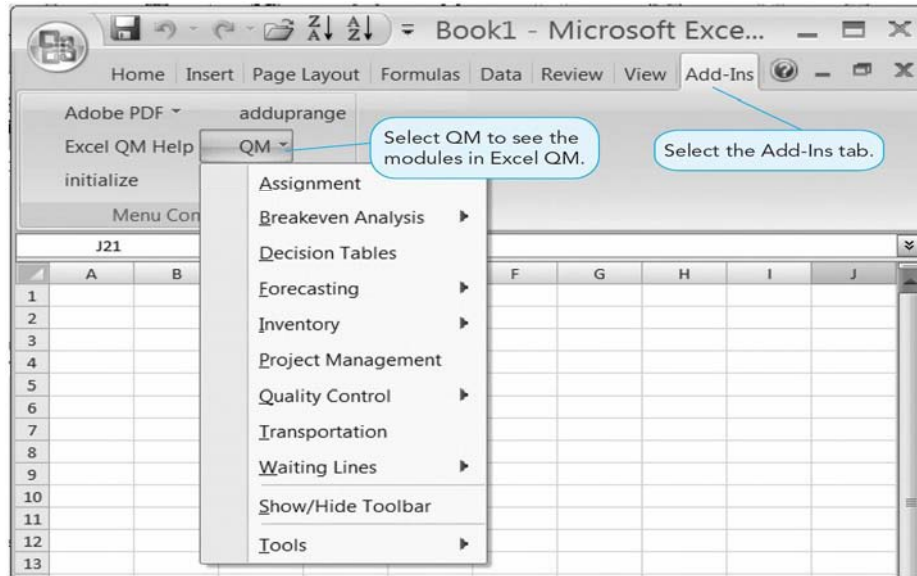 Book1 - Microsoft Exce...
Home Insert Page Layout Formulas Data Review View Add-Ins
Adobe PDF adduprange
Excel QM Help QM
initialize
Menu Con
Select QM to see the
modules in Excel QM.
Select the Add-Ins tab.
Assignment
Breakeven Analysis
Decision Tables
Forecasting
Inventory
Project Management
Quality Control
Transportation
Waiting Lines
Show/Hide Toolbar
Tools
J21
A B F G H I J
1
2
3
4
5
6
7
8
9
10
11
12
13